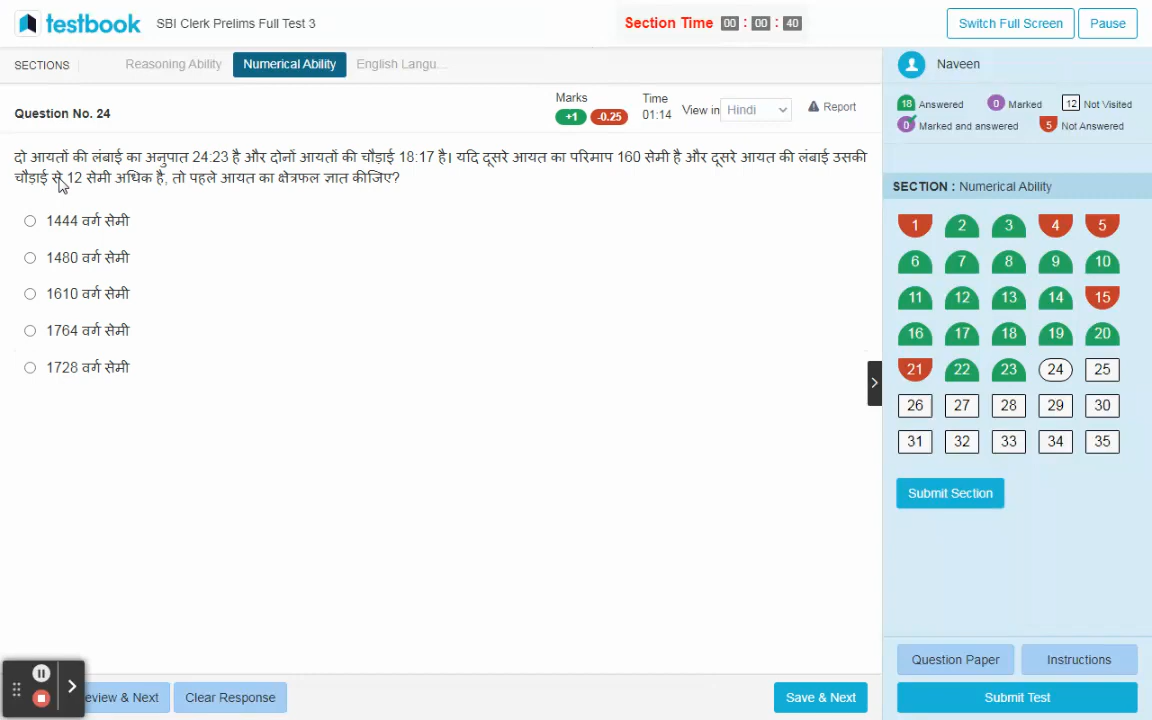 testbook
SBI Clerk Prelims Full Test 3
Section Time 00 : 00 : 40
Switch Full Screen
Pause
SECTIONS
Reasoning Ability
Numerical Ability
English Langu...
Naveen
18 Answered
0 Marked
12 Not Visited
0 Marked and answered
5 Not Answered
Question No. 24
Marks
+1 -0.25
Time
01:14
View in Hindi
Report
दो आयतों की लंबाई का अनुपात 24:23 है और दोनों आयतों की चौड़ाई 18:17 है। यदि दूसरे आयत का परिमाप 160 सेमी है और दूसरे आयत की लंबाई उसकी
चौड़ाई से 12 सेमी अधिक है, तो पहले आयत का क्षेत्रफल ज्ञात कीजिए?
1444 वर्ग सेमी
1480 वर्ग सेमी
1610 वर्ग सेमी
1764 वर्ग सेमी
1728 वर्ग सेमी
SECTION : Numerical Ability
1 2 3 4 5
6 7 8 9 10
11 12 13 14 15
16 17 18 19 20
21 22 23 24 25
26 27 28 29 30
31 32 33 34 35
Submit Section
Question Paper
Instructions
eview & Next
Clear Response
Save & Next
Submit Test